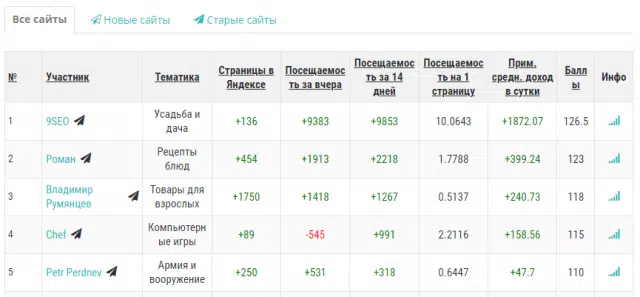 Все сайты Новые сайты Старые сайты
№ Участник Тематика Страницы в Яндексе Посещаемость за вчера Посещаемость за 14 дней Посещаемость на 1 страницу Прим. средн. доход в сутки Баллы Инфо
1 9SEO Усадьба и дача +136 +9383 +9853 10.0643 +1872.07 126.5
2 Роман Рецепты блюд +454 +1913 +2218 1.7788 +399.24 123
3 Владимир Румянцев Товары для взрослых +1750 +1418 +1267 0.5137 +240.73 118
4 Chef Компьютерные игры +89 -545 +991 2.2116 +158.56 115
5 Petr Perdnev Армия и вооружение +250 +531 +318 0.6447 +47.7 110